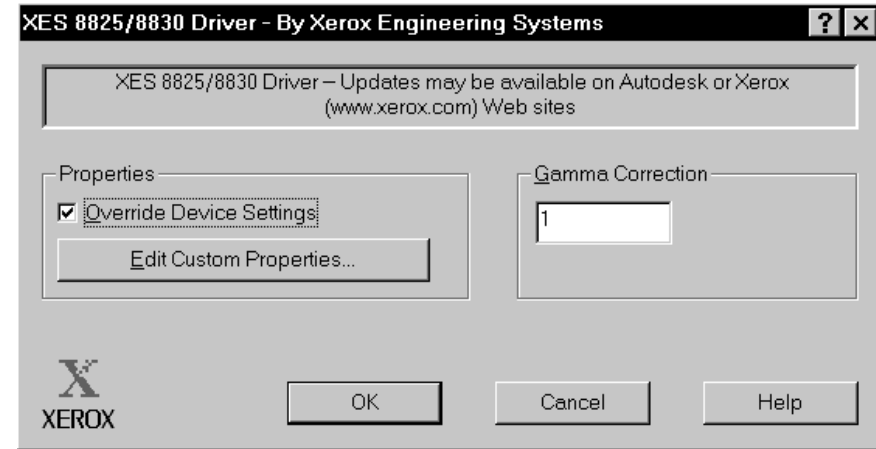 XES 8825/8830 Driver - By Xerox Engineering Systems
XES 8825/8830 Driver – Updates may be available on Autodesk or Xerox
(www.xerox.com) Web sites
Properties
Override Device Settings
Edit Custom Properties...
Gamma Correction
1
X
XEROX
OK
Cancel
Help